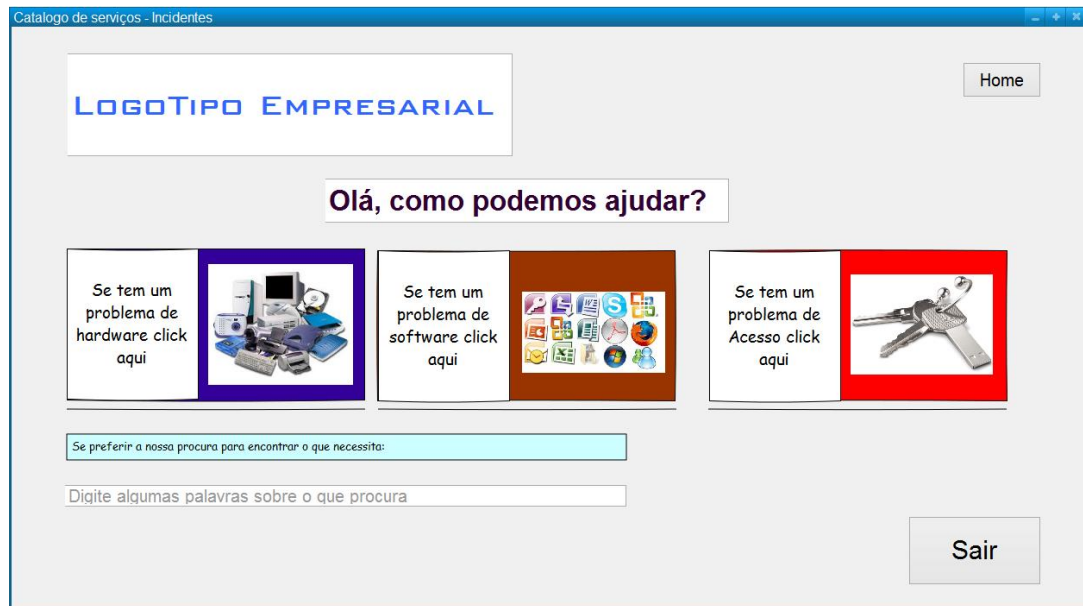 Catalogo de serviços - Incidentes
LogoTipo Empresarial
Home
Olá, como podemos ajudar?
Se tem um
problema de
hardware click
aqui
Se tem um
problema de
software click
aqui
Se tem um
problema de
Acesso click
aqui
Se preferir a nossa procura para encontrar o que necessita:
Digite algumas palavras sobre o que procura
Sair